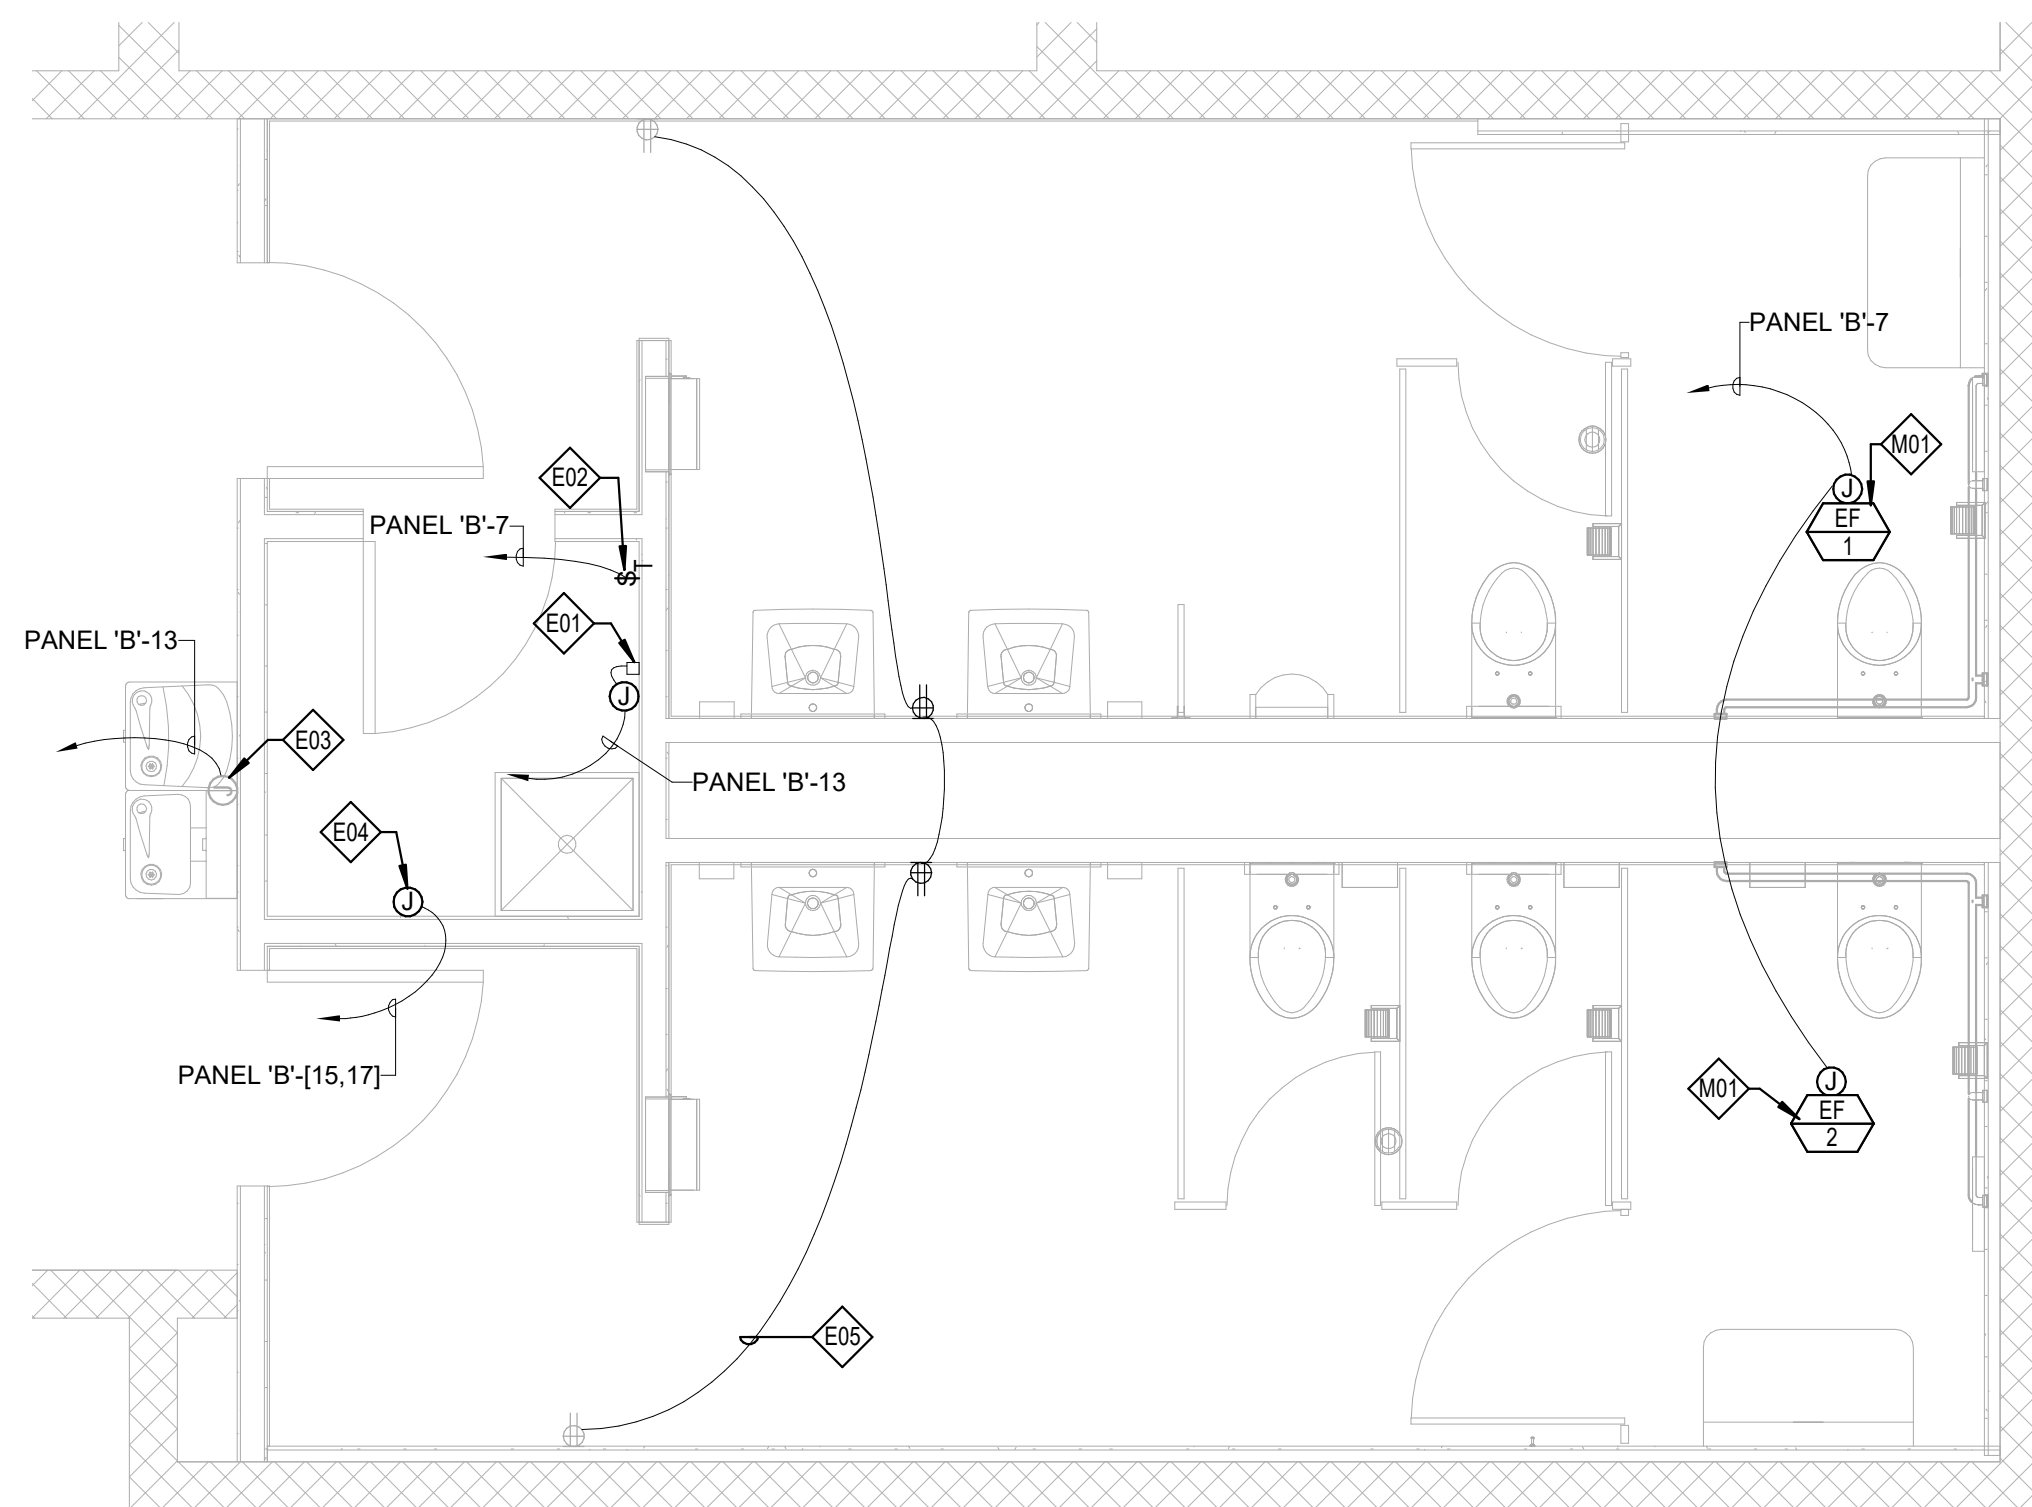 PANEL 'B'-7
M01
J
EF
1
E02
PANEL 'B'-7
$T
E01
J
PANEL 'B'-13
E03
J
PANEL 'B'-13
E04
J
PANEL 'B'-[15,17]
J
M01
EF
2
E05